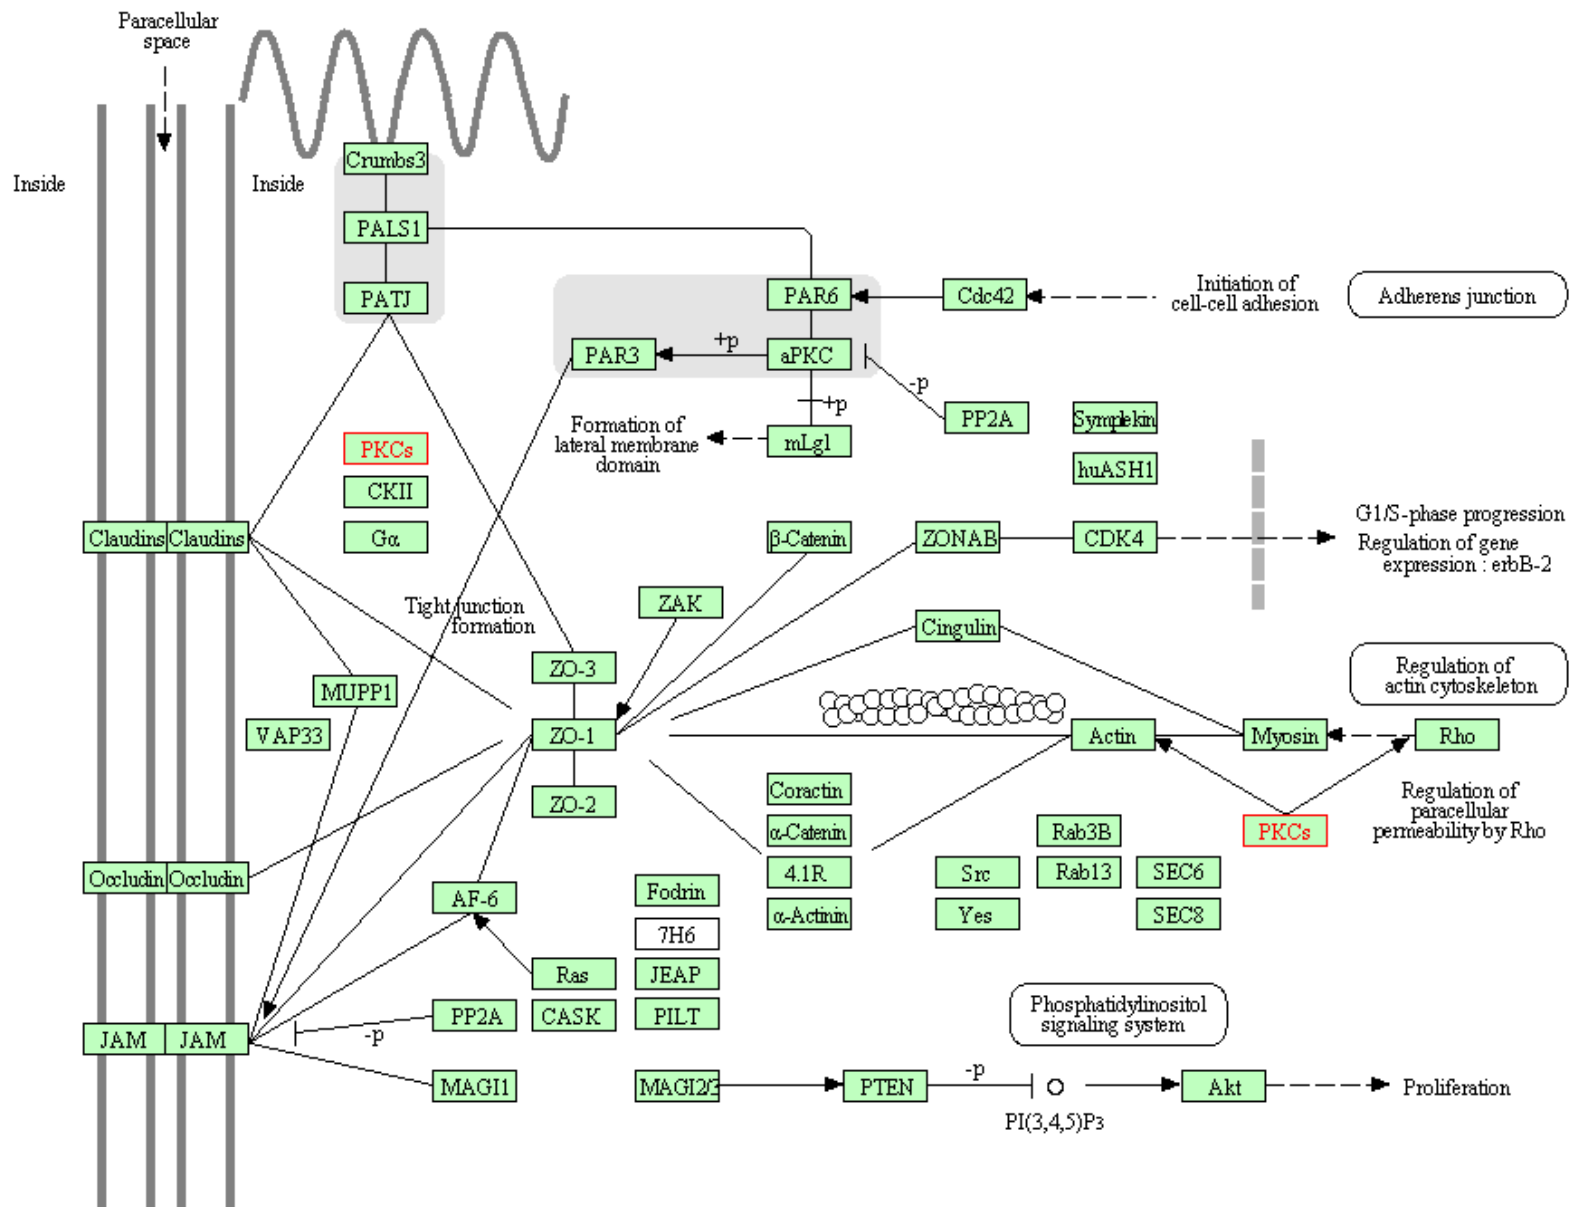 Paracellular
space
Inside
Inside
Crumbs3
PALS1
PATJ
PAR6
Cdc42
Initiation of
cell-cell adhesion
Adherens junction
PAR3
+p
aPKC
-p
+p
PP2A
Symplekin
Formation of
lateral membrane
domain
mLgl
huASH1
PKCs
CKII
Gα
Claudins
Claudins
β-Catenin
ZONAB
CDK4
G1/S-phase progression
Regulation of gene
expression : erbB-2
Tight junction
formation
ZAK
Cingulin
ZO-3
MUPP1
VAP33
ZO-1
ZO-2
Actin
Myosin
Rho
Regulation of
actin cytoskeleton
Regulation of
paracellular
permeability by Rho
PKCs
Coractin
α-Catenin
4.1R
α-Actinin
Rab3B
Rab13
Src
Yes
SEC6
SEC8
Occludin
Occludin
AF-6
Fodrin
7H6
JEAP
PILT
Ras
CASK
PP2A
-p
JAM
JAM
MAGI1
MAGI2/3
PTEN
-p
PI(3,4,5)P3
Phosphatidylinositol
signaling system
Akt
Proliferation